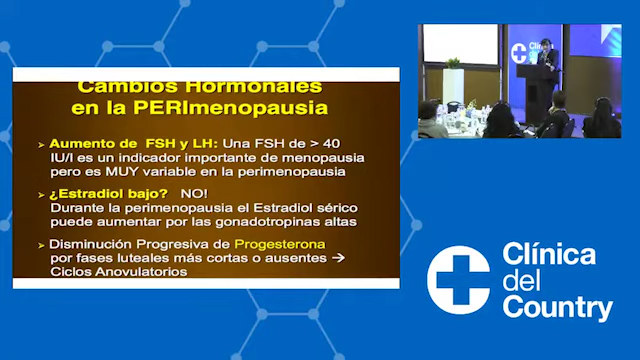 Cambios Hormonales
en la PERImenopausia
➢ Aumento de FSH y LH: Una FSH de > 40
IU/l es un indicador importante de menopausia
pero es MUY variable en la perimenopausia
➢ ¿Estradiol bajo? NO!
Durante la perimenopausia el Estradiol sérico
puede aumentar por las gonadotropinas altas
➢ Disminución Progresiva de Progesterona
por fases luteales más cortas o ausentes →
Ciclos Anovulatorios
Clínica
del
Country